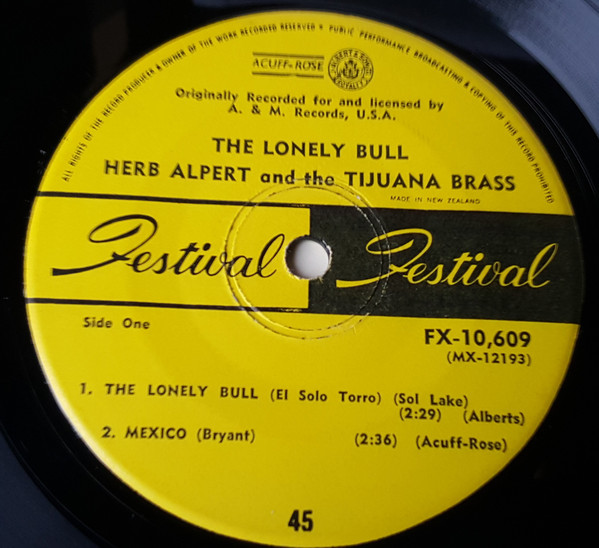 ALL RIGHTS OF THE RECORD PRODUCER & OWNER OF THE WORK RECORDED RESERVED • PUBLIC PERFORMANCE BROADCASTING & COPYING OF THIS RECORD PROHIBITED
ACUFF-ROSE
Originally Recorded for and licensed by
A. & M. Records, U.S.A.
THE LONELY BULL
HERB ALPERT and the TIJUANA BRASS
MADE IN NEW ZEALAND
Festival Festival
Side One
FX-10,609
(MX-12193)
1. THE LONELY BULL (El Solo Torro) (Sol Lake)
(2:29) (Alberts)
2. MEXICO (Bryant) (2:36) (Acuff-Rose)
45